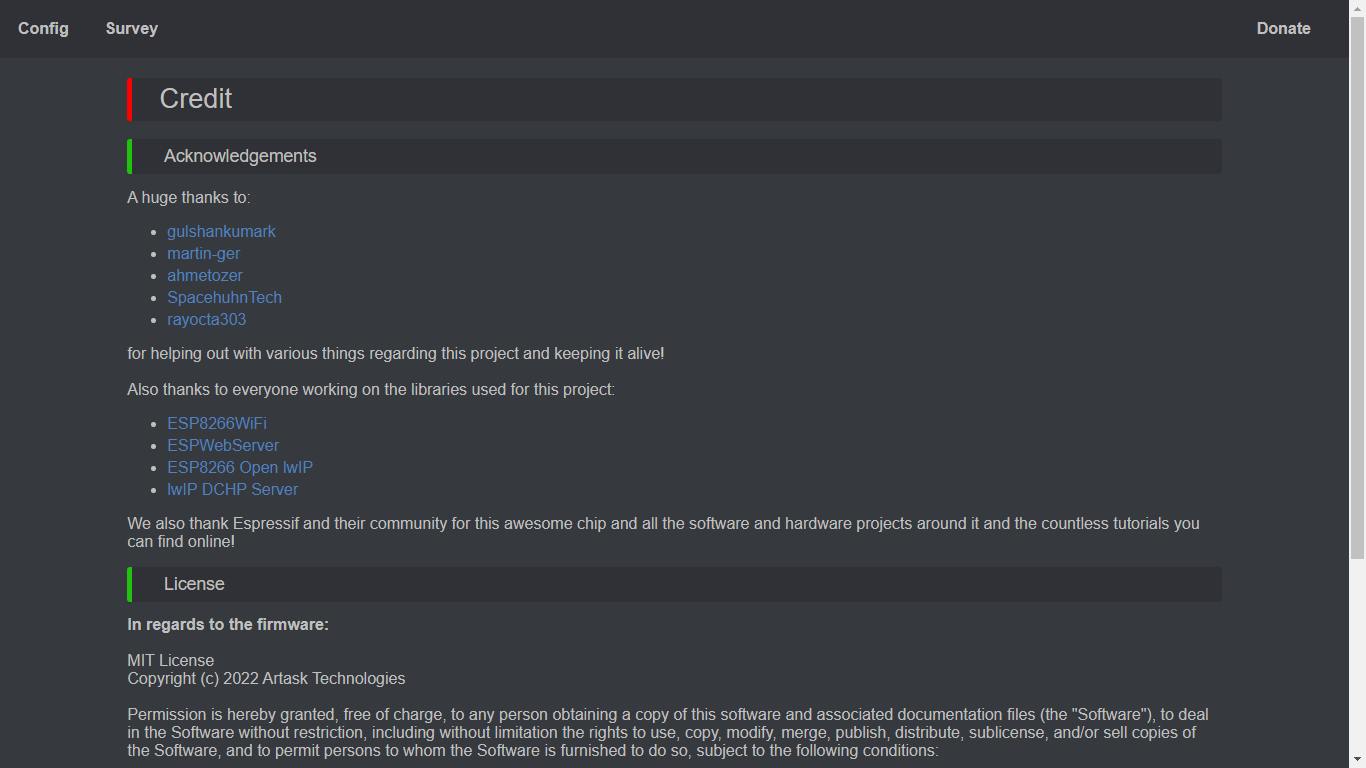 Config Survey Donate
Credit
Acknowledgements
A huge thanks to:
gulshankumark
martin-ger
ahmetozer
SpacehuhnTech
rayocta303
for helping out with various things regarding this project and keeping it alive!
Also thanks to everyone working on the libraries used for this project:
ESP8266WiFi
ESPWebServer
ESP8266 Open lwIP
lwIP DCHP Server
We also thank Espressif and their community for this awesome chip and all the software and hardware projects around it and the countless tutorials you
can find online!
License
In regards to the firmware:
MIT License
Copyright (c) 2022 Artask Technologies
Permission is hereby granted, free of charge, to any person obtaining a copy of this software and associated documentation files (the "Software"), to deal
in the Software without restriction, including without limitation the rights to use, copy, modify, merge, publish, distribute, sublicense, and/or sell copies of
the Software, and to permit persons to whom the Software is furnished to do so, subject to the following conditions: